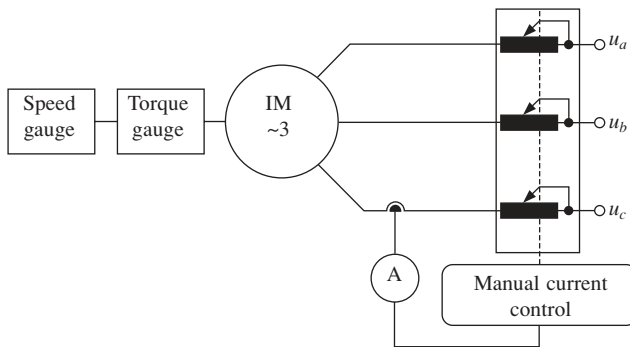 Speed
gauge
Torque
gauge
IM
~3
u_a
u_b
u_c
A
Manual current
control